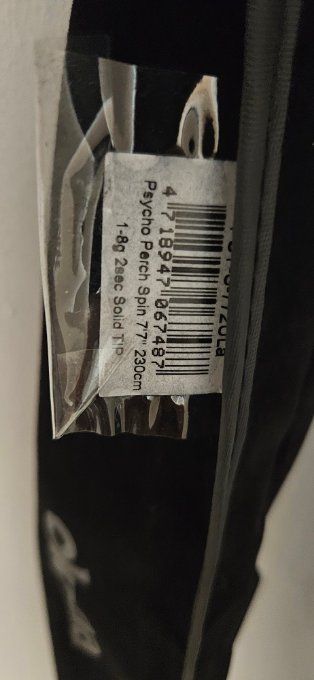 4 718947 067487
Psycho Perch Spin 7'7" 230cm
1-8g 2sec Solid TIP